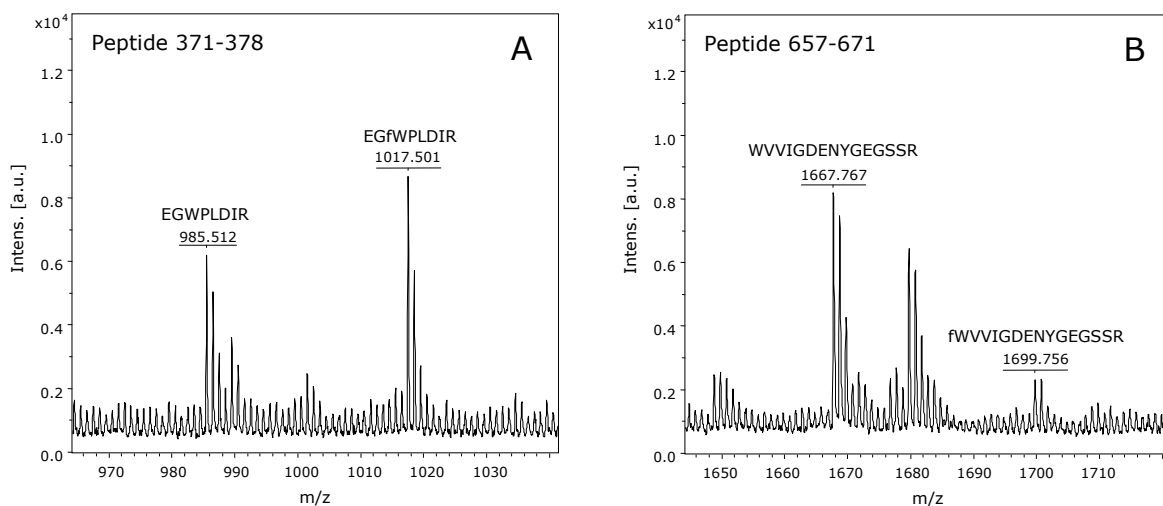 x10⁴
Peptide 371-378
A
1.2
1.0
0.8
0.6
0.4
0.2
0.0
Intens. [a.u.]
EGWPLDIR
985.512
EGfWPLDIR
1017.501
970 980 990 1000 1010 1020 1030
m/z
x10⁴
Peptide 657-671
B
1.2
1.0
0.8
0.6
0.4
0.2
0.0
Intens. [a.u.]
WVVIGDENYGEGSSR
1667.767
fWVVIGDENYGEGSSR
1699.756
1650 1660 1670 1680 1690 1700 1710
m/z